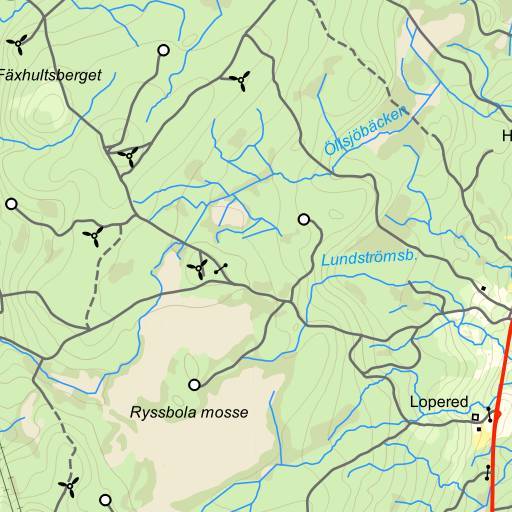 Fäxhultsberget
Öllsjöbäcken
H
Lundströmsb.
Lopered
Ryssbola mosse